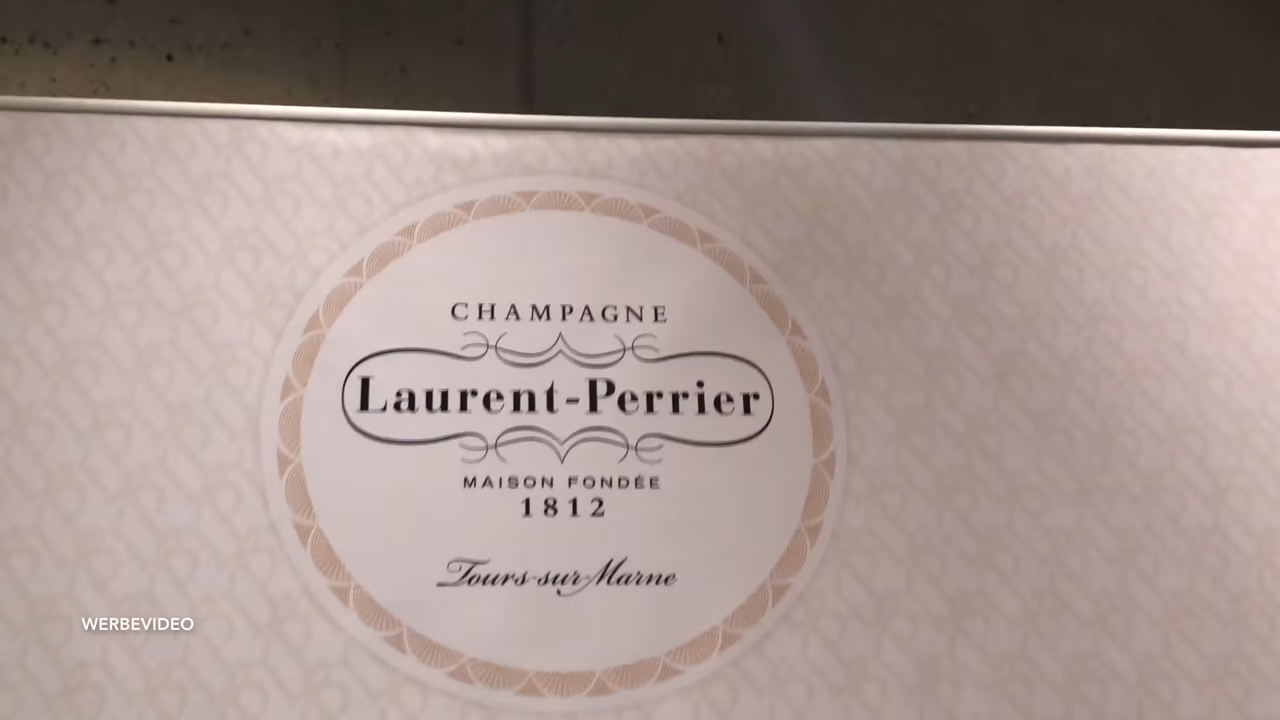 CHAMPAGNE
Laurent-Perrier
MAISON FONDÉE
1812
Tours-sur-Marne
WERBEVIDEO